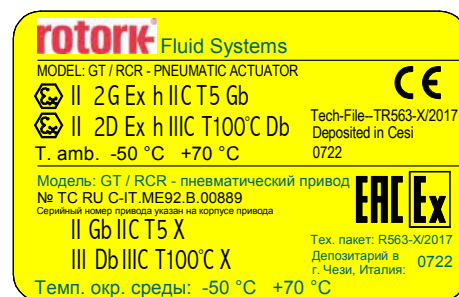 rotork Fluid Systems
MODEL: GT / RCR - PNEUMATIC ACTUATOR
CE
Ex II 2G Ex h IIC T5 Gb
Ex II 2D Ex h IIIC T100°C Db
Tech-File--TR563-X/2017
Deposited in Cesi
T. amb. -50 °C +70 °C
0722
Модель: GT / RCR - пневматический привод
№ TC RU C-IT.ME92.B.00889
Серийный номер привода указан на корпусе привода
EAC Ex
II Gb IIC T5 X
III Db IIIC T100°C X
Тех. пакет: R563-X/2017
Депозитарий в
г. Чези, Италия: 0722
Темп. окр. среды: -50 °C +70 °C